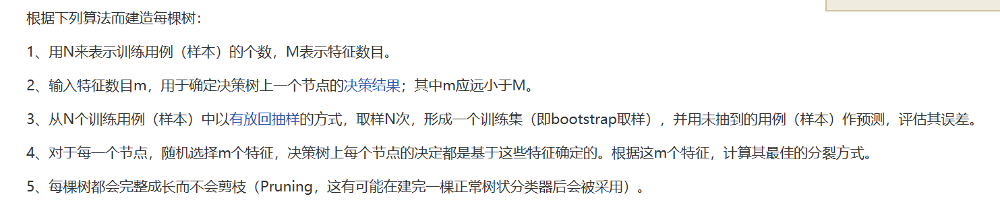 根据下列算法而建造每棵树：
1、用N来表示训练用例（样本）的个数，M表示特征数目。
2、输入特征数目m，用于确定决策树上一个节点的决策结果；其中m应远小于M。
3、从N个训练用例（样本）中以有放回抽样的方式，取样N次，形成一个训练集（即bootstrap取样），并用未抽到的用例（样本）作预测，评估其误差。
4、对于每一个节点，随机选择m个特征，决策树上每个节点的决定都是基于这些特征确定的。根据这m个特征，计算其最佳的分裂方式。
5、每棵树都会完整成长而不会剪枝（Pruning，这有可能在建完一棵正常树状分类器后会被采用）。